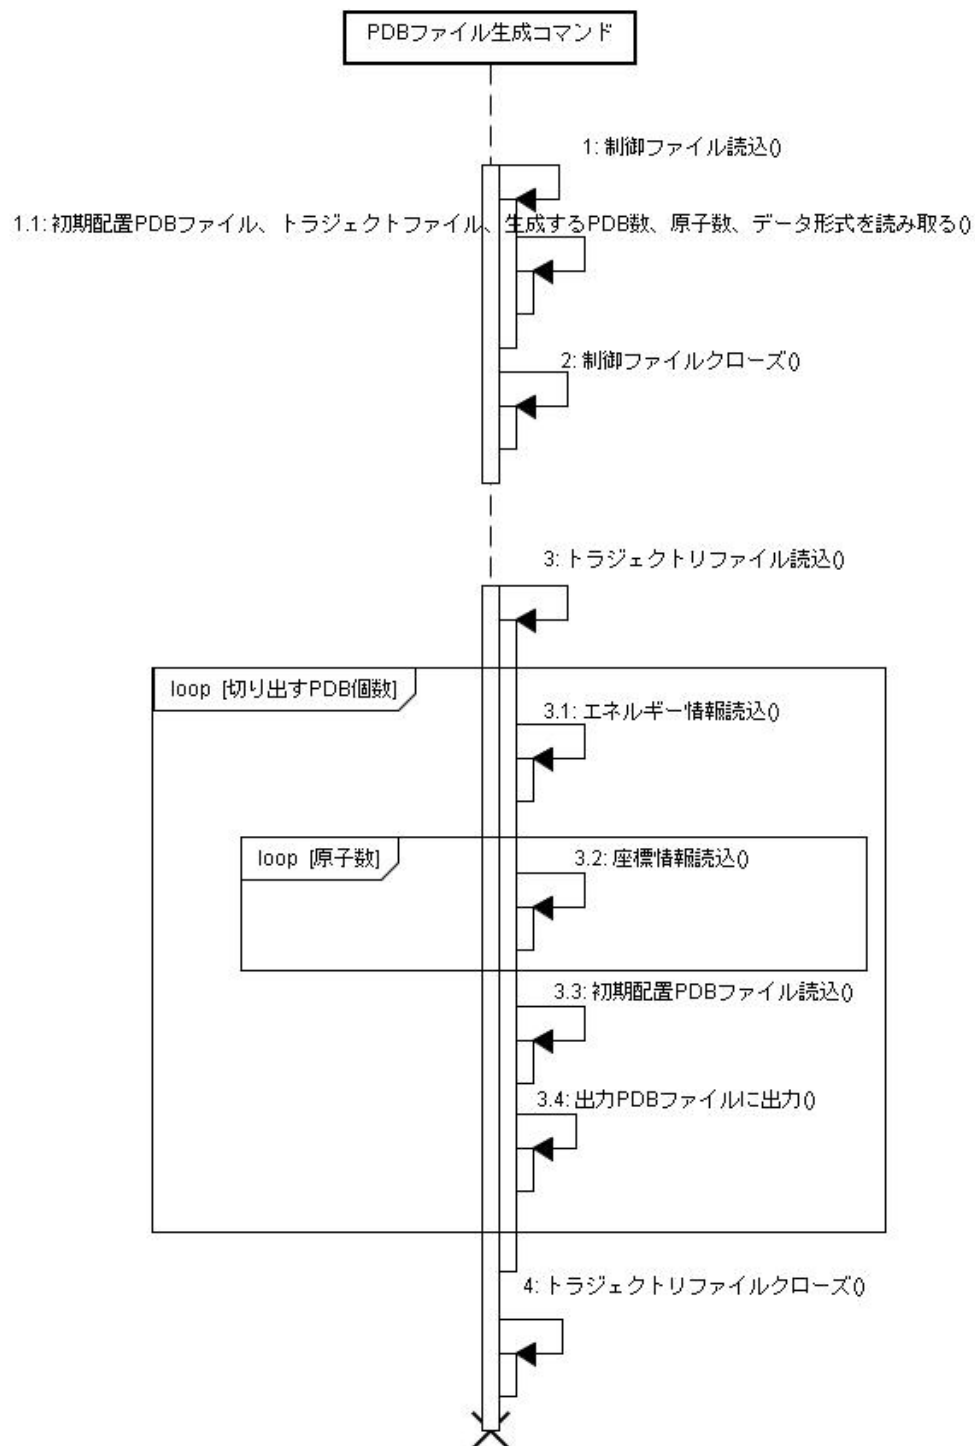 PDBファイル生成コマンド
1: 制御ファイル読込()
1.1: 初期配置PDBファイル、トラジェクトファイル、生成するPDB数、原子数、データ形式を読み取る()
2: 制御ファイルクローズ()
3: トラジェクトリファイル読込()
loop [切り出すPDB個数]
3.1: エネルギー情報読込()
loop [原子数]
3.2: 座標情報読込()
3.3: 初期配置PDBファイル読込()
3.4: 出力PDBファイルに出力()
4: トラジェクトリファイルクローズ()